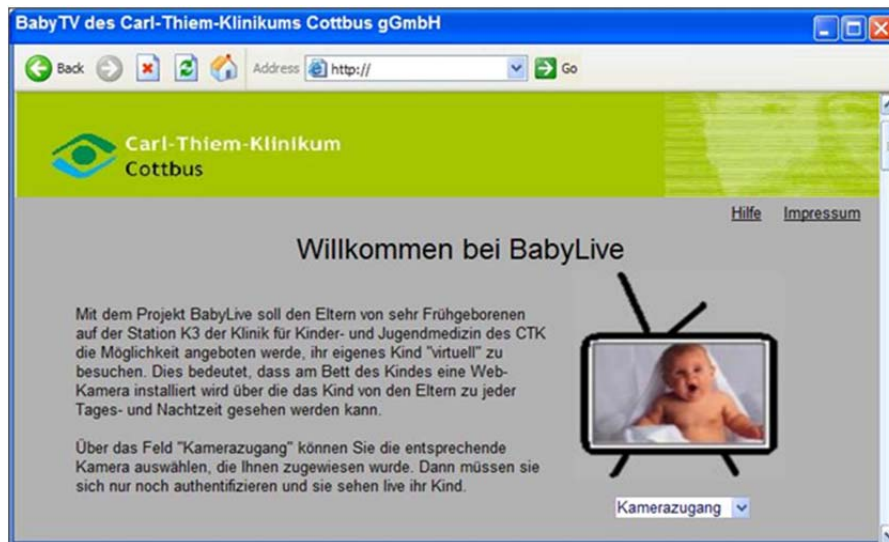 BabyTV des Carl-Thiem-Klinikums Cottbus gGmbH
Back Address http:// Go
Carl-Thiem-Klinikum
Cottbus
Hilfe Impressum
Willkommen bei BabyLive
Mit dem Projekt BabyLive soll den Eltern von sehr Frühgeborenen
auf der Station K3 der Klinik für Kinder- und Jugendmedizin des CTK
die Möglichkeit angeboten werde, ihr eigenes Kind "virtuell" zu
besuchen. Dies bedeutet, dass am Bett des Kindes eine Web-
Kamera installiert wird über die das Kind von den Eltern zu jeder
Tages- und Nachtzeit gesehen werden kann.
Über das Feld "Kamerazugang" können Sie die entsprechende
Kamera auswählen, die Ihnen zugewiesen wurde. Dann müssen sie
sich nur noch authentifizieren und sie sehen live ihr Kind.
Kamerazugang